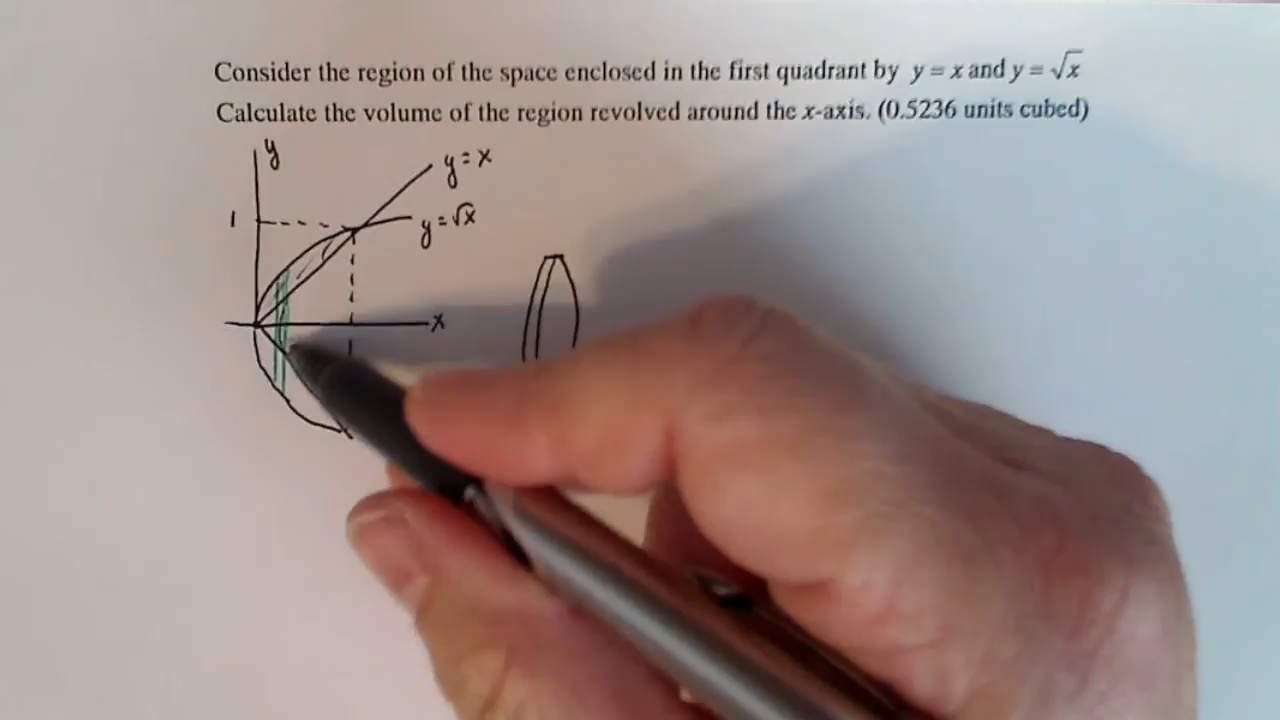 Consider the region of the space enclosed in the first quadrant by y = x and y = √x
Calculate the volume of the region revolved around the x-axis. (0.5236 units cubed)
y
y = x
1
y = √x
x